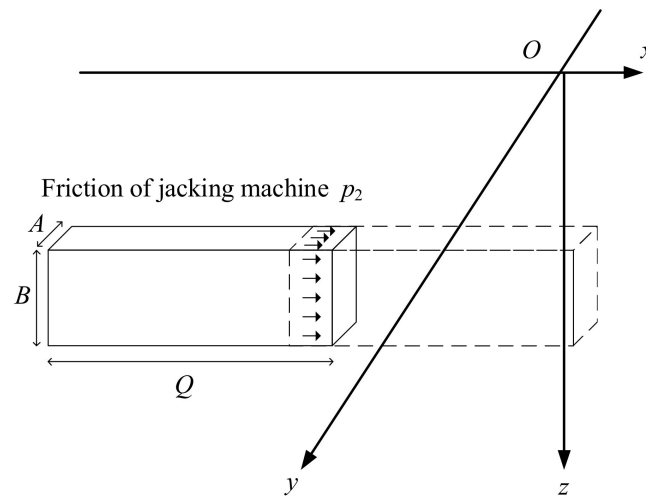 O
x
Friction of jacking machine p₂
A
B
Q
y
z